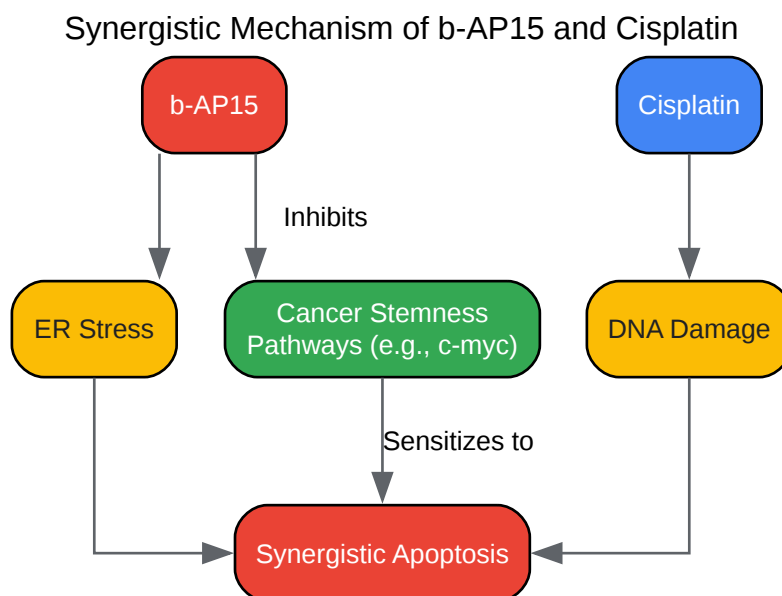 Synergistic Mechanism of b-AP15 and Cisplatin
b-AP15
Cisplatin
Inhibits
ER Stress
Cancer Stemness
Pathways (e.g., c-myc)
DNA Damage
Sensitizes to
Synergistic Apoptosis